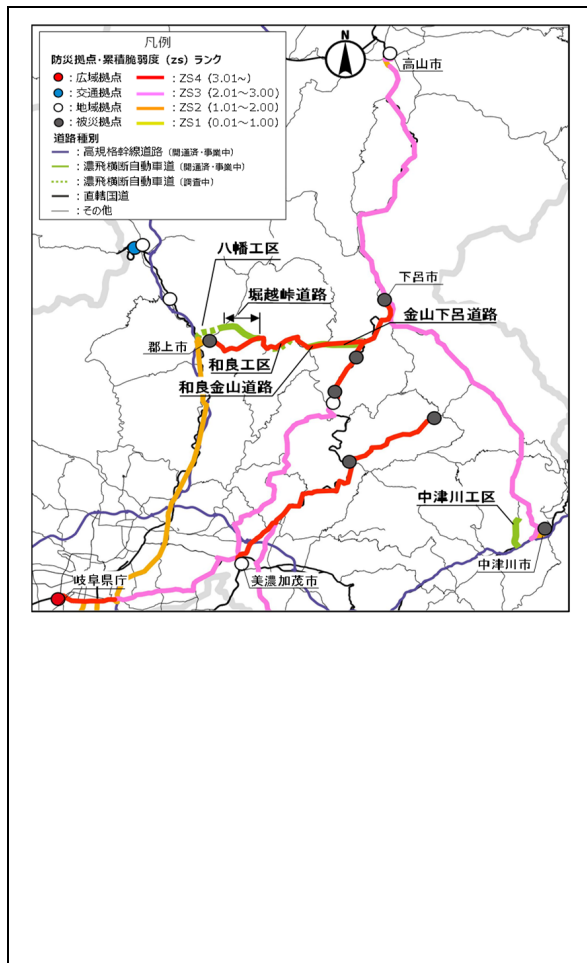 凡例
防災拠点・累積脆弱度（zs）ランク
：広域拠点 ：ZS4（3.01～）
：交通拠点 ：ZS3（2.01～3.00）
：地域拠点 ：ZS2（1.01～2.00）
：被災拠点 ：ZS1（0.01～1.00）
道路種別
：高規格幹線道路（開通済・事業中）
：濃飛横断自動車道（開通済・事業中）
：濃飛横断自動車道（調査中）
：直轄国道
：その他
N
高山市
八幡工区
下呂市
堀越峠道路
金山下呂道路
郡上市
和良工区
和良金山道路
中津川工区
中津川市
岐阜県庁
美濃加茂市